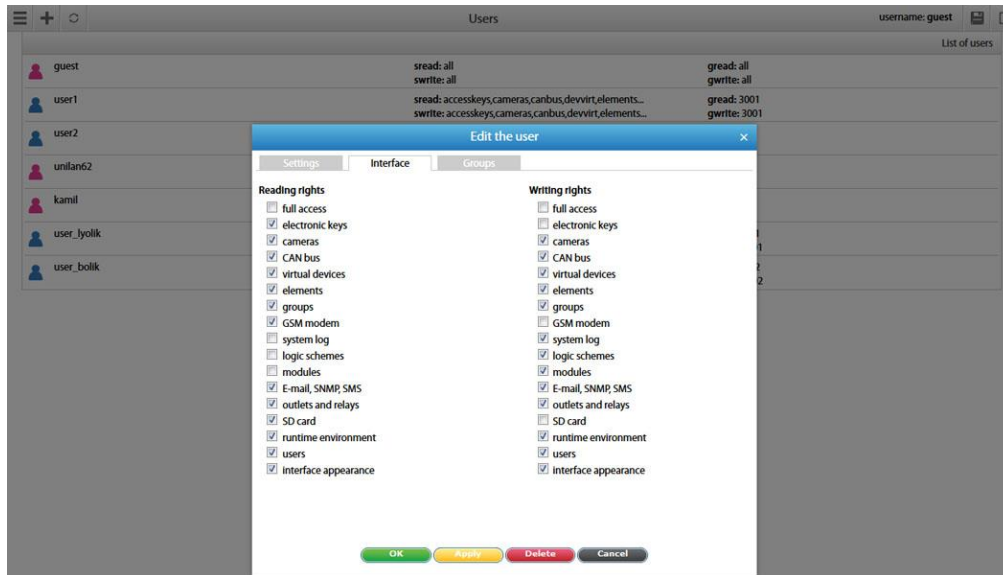 Users
username: guest
List of users
guest sread: all gread: all
swrite: all gwrite: all
user1 sread: accesskeys,cameras,canbus,devvirt,elements... gread: 3001
swrite: accesskeys,cameras,canbus,devvirt,elements... gwrite: 3001
user2
unilan62
kamil
user_lyolik
user_bolik
Edit the user
Settings Interface Groups
Reading rights
full access
electronic keys
cameras
CAN bus
virtual devices
elements
groups
GSM modem
system log
logic schemes
modules
E-mail, SNMP, SMS
outlets and relays
SD card
runtime environment
users
interface appearance
Writing rights
full access
electronic keys
cameras
CAN bus
virtual devices
elements
groups
GSM modem
system log
logic schemes
modules
E-mail, SNMP, SMS
outlets and relays
SD card
runtime environment
users
interface appearance
OK Apply Delete Cancel